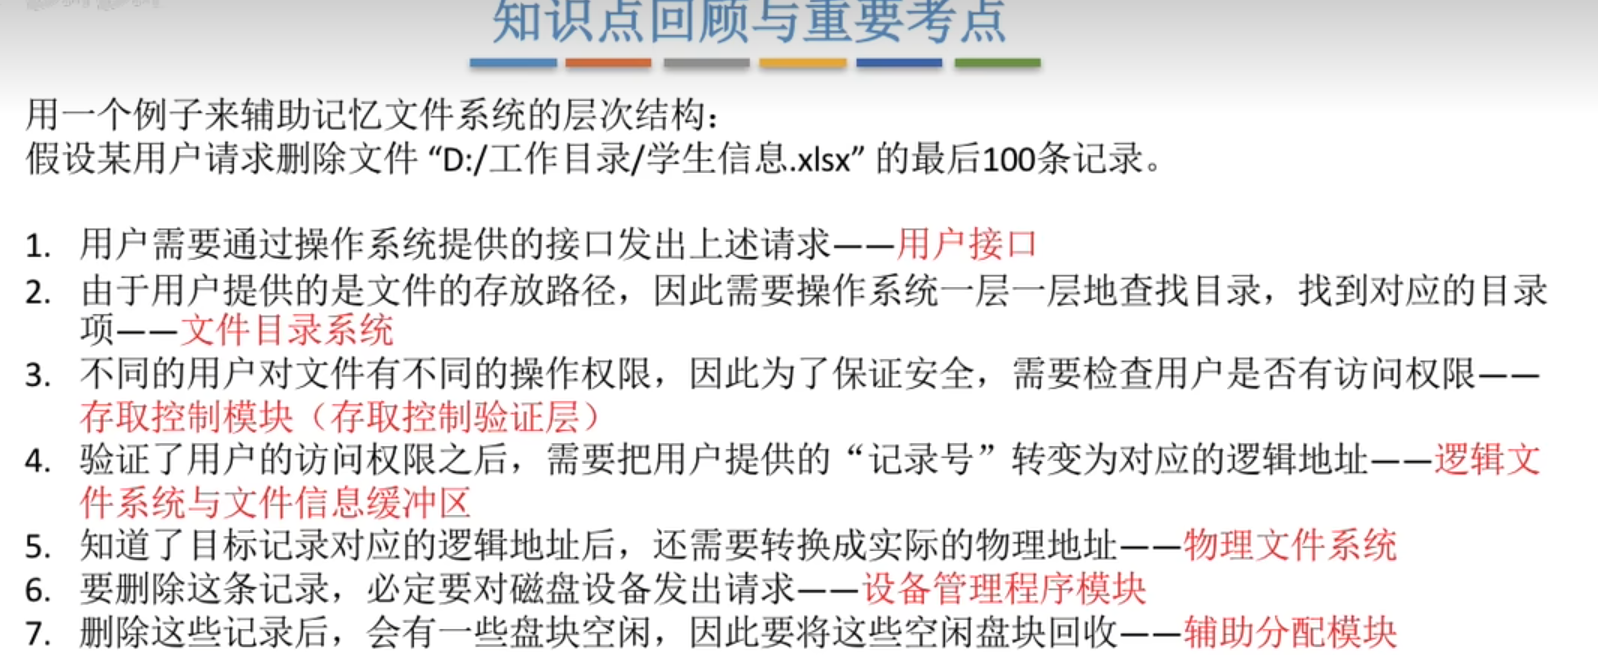 知识点回顾与重要考点
用一个例子来辅助记忆文件系统的层次结构：
假设某用户请求删除文件 “D:/工作目录/学生信息.xlsx” 的最后100条记录。
1. 用户需要通过操作系统提供的接口发出上述请求——用户接口
2. 由于用户提供的是文件的存放路径，因此需要操作系统一层一层地查找目录，找到对应的目录
项——文件目录系统
3. 不同的用户对文件有不同的操作权限，因此为了保证安全，需要检查用户是否有访问权限——
存取控制模块（存取控制验证层）
4. 验证了用户的访问权限之后，需要把用户提供的“记录号”转变为对应的逻辑地址——逻辑文
件系统与文件信息缓冲区
5. 知道了目标记录对应的逻辑地址后，还需要转换成实际的物理地址——物理文件系统
6. 要删除这条记录，必定要对磁盘设备发出请求——设备管理程序模块
7. 删除这些记录后，会有一些盘块空闲，因此要将这些空闲盘块回收——辅助分配模块